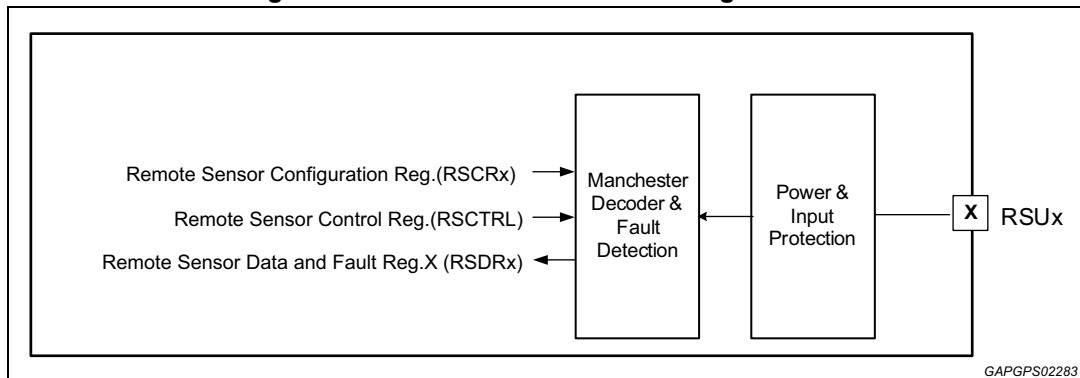 Remote Sensor Configuration Reg.(RSCRx)
Remote Sensor Control Reg.(RSCTRL)
Remote Sensor Data and Fault Reg.X (RSDRx)
Manchester
Decoder &
Fault
Detection
Power &
Input
Protection
X
RSUx
GAPGPS02283